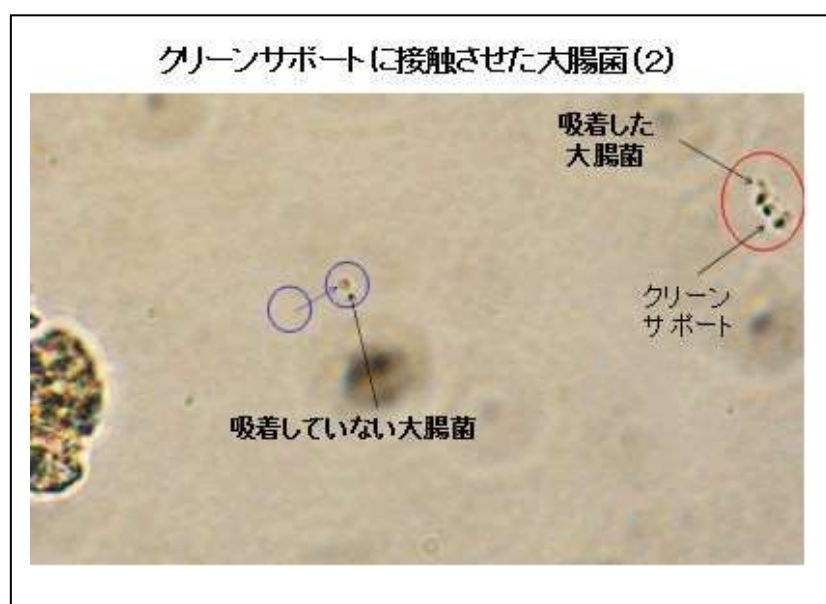 クリーンサポートに接触させた大腸菌(2)
吸着した
大腸菌
クリーン
サポート
吸着していない大腸菌